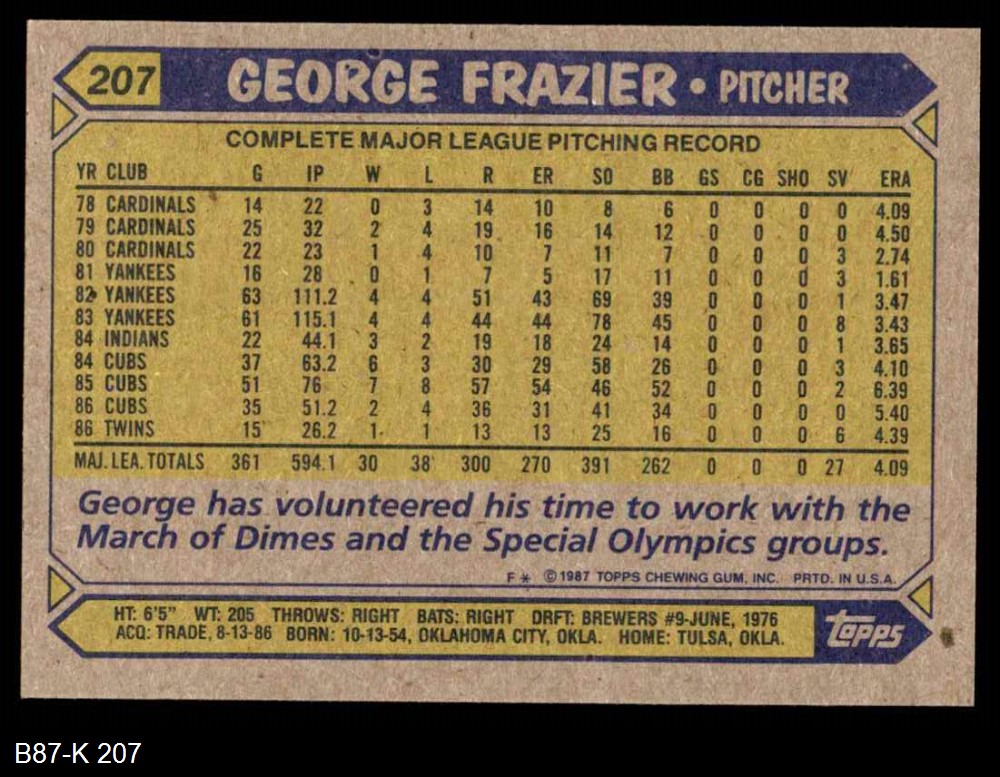 207 GEORGE FRAZIER • PITCHER
COMPLETE MAJOR LEAGUE PITCHING RECORD
YR CLUB G IP W L R ER SO BB GS CG SHO SV ERA
78 CARDINALS 14 22 0 3 14 10 8 6 0 0 0 0 4.09
79 CARDINALS 25 32 2 4 19 16 14 12 0 0 0 0 4.50
80 CARDINALS 22 23 1 4 10 7 11 7 0 0 0 3 2.74
81 YANKEES 16 28 0 1 7 5 17 11 0 0 0 3 1.61
82 YANKEES 63 111.2 4 4 51 43 69 39 0 0 0 1 3.47
83 YANKEES 61 115.1 4 4 44 44 78 45 0 0 0 8 3.43
84 INDIANS 22 44.1 3 2 19 18 24 14 0 0 0 1 3.65
84 CUBS 37 63.2 6 3 30 29 58 26 0 0 0 3 4.10
85 CUBS 51 76 7 8 57 54 46 52 0 0 0 2 6.39
86 CUBS 35 51.2 2 4 36 31 41 34 0 0 0 0 5.40
86 TWINS 15 26.2 1 1 13 13 25 16 0 0 0 6 4.39
MAJ. LEA. TOTALS 361 594.1 30 38 300 270 391 262 0 0 0 27 4.09
George has volunteered his time to work with the
March of Dimes and the Special Olympics groups.
F * ©1987 TOPPS CHEWING GUM, INC. PRTD. IN U.S.A.
HT: 6'5" WT: 205 THROWS: RIGHT BATS: RIGHT DRFT: BREWERS #9-JUNE, 1976
ACQ: TRADE, 8-13-86 BORN: 10-13-54, OKLAHOMA CITY, OKLA. HOME: TULSA, OKLA.
topps
B87-K 207